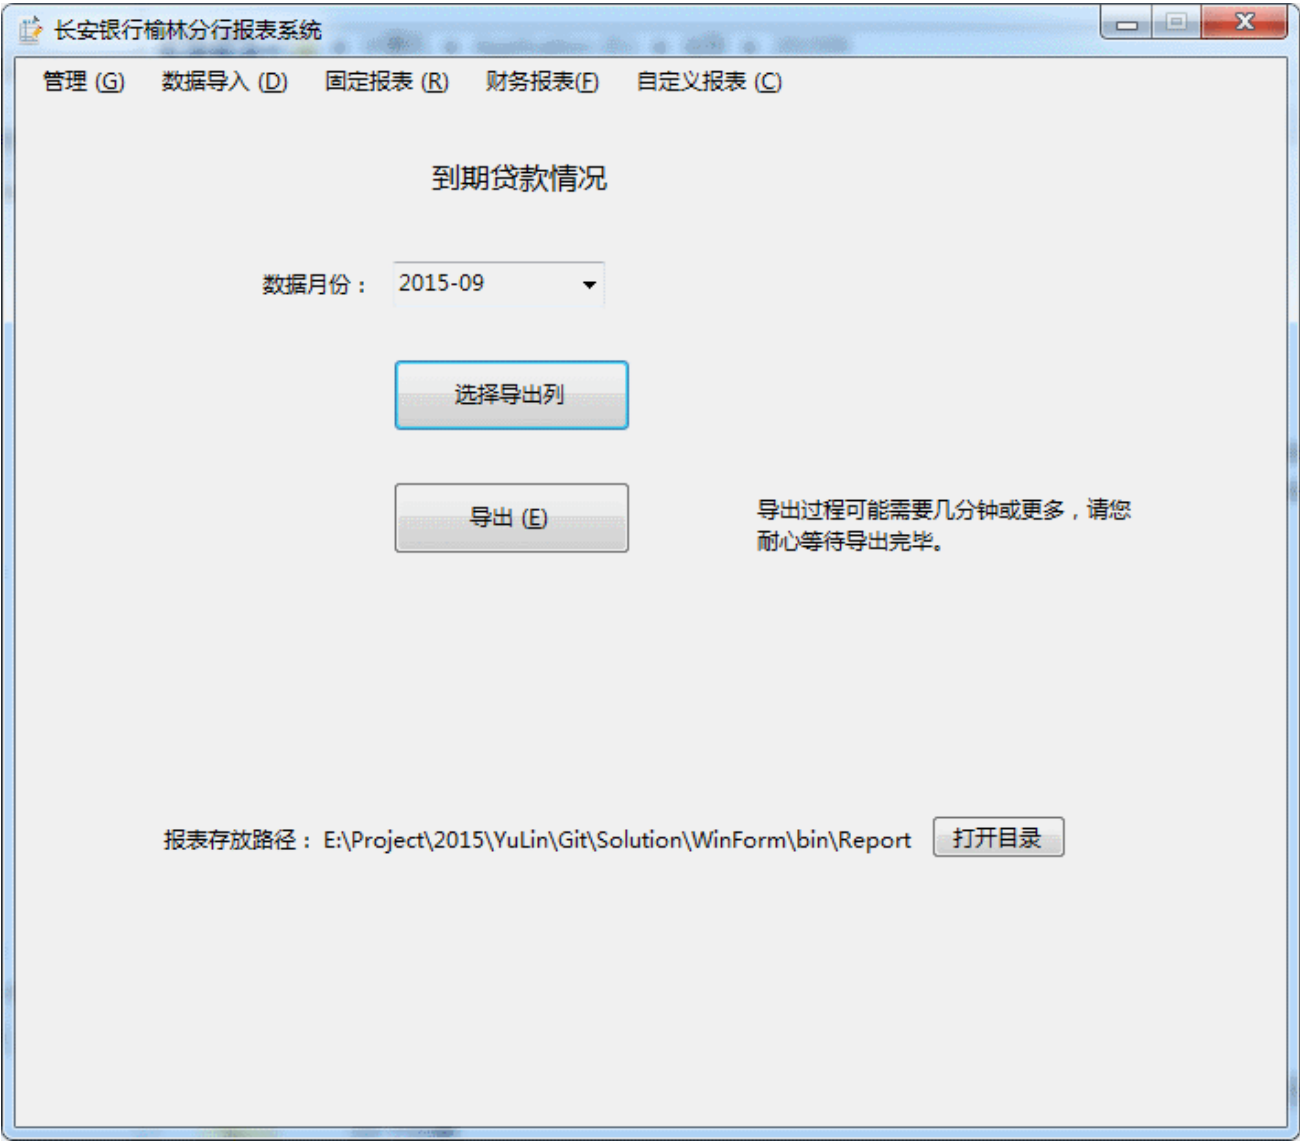 长安银行榆林分行报表系统
管理 (G) 数据导入 (D) 固定报表 (R) 财务报表(F) 自定义报表 (C)
到期贷款情况
数据月份： 2015-09
选择导出列
导出 (E)
导出过程可能需要几分钟或更多，请您
耐心等待导出完毕。
报表存放路径： E:\Project\2015\YuLin\Git\Solution\WinForm\bin\Report 打开目录